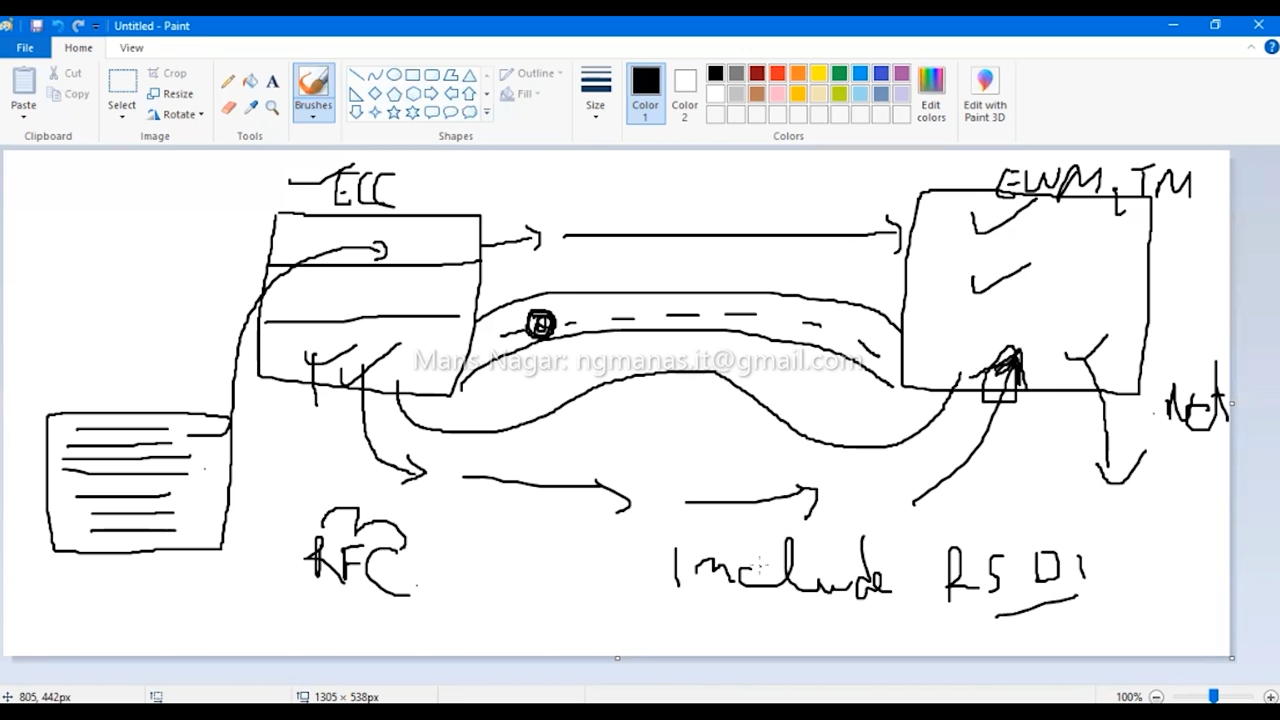 Untitled - Paint
File Home View
Paste
Cut
Copy
Clipboard
Select
Crop
Resize
Rotate
Image
A
Tools
Brushes
Outline
Fill
Shapes
Size
Color 1
Color 2
Edit colors
Colors
Edit with Paint 3D
ECC
EWM, TM
Manas Nagar: ngmanas.it@gmail.com
Not
RFC
Include RSD1
805, 442px
1305 × 538px
100%